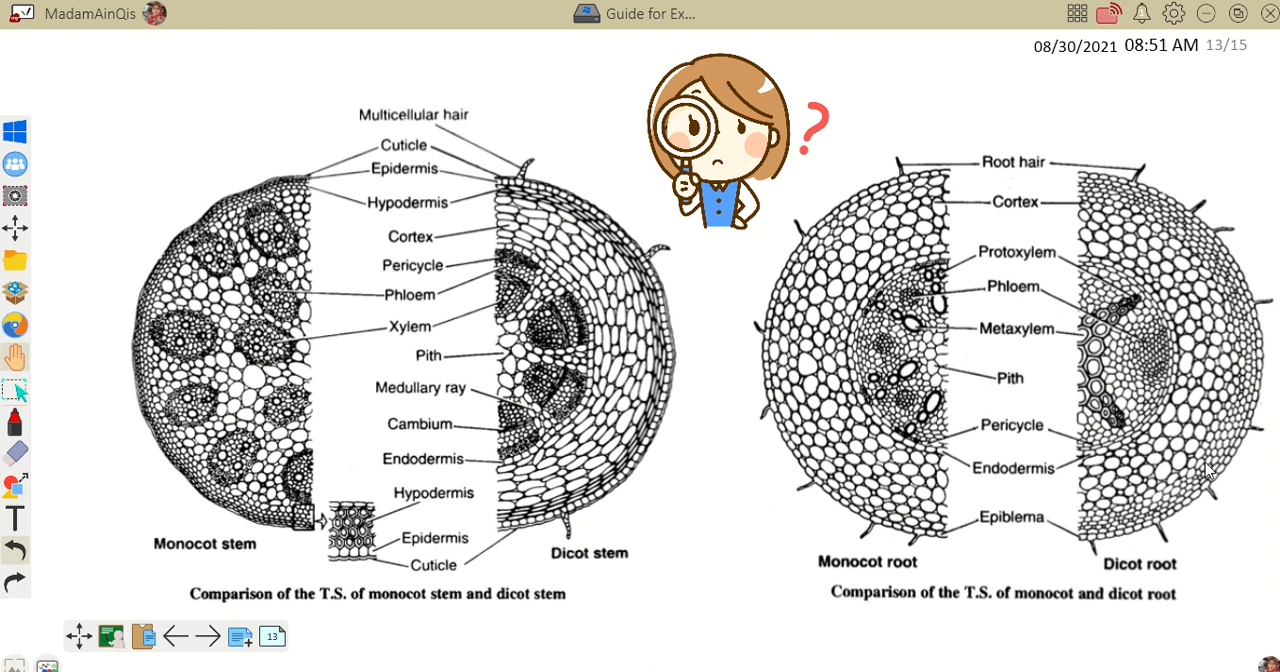 MadamAinQis
Guide for Ex...
08/30/2021 08:51 AM 13/15
Multicellular hair
Cuticle
Epidermis
Hypodermis
Cortex
Pericycle
Phloem
Xylem
Pith
Medullary ray
Cambium
Endodermis
Hypodermis
Epidermis
Cuticle
Monocot stem
Dicot stem
Comparison of the T.S. of monocot stem and dicot stem
?
Root hair
Cortex
Protoxylem
Phloem
Metaxylem
Pith
Pericycle
Endodermis
Epiblema
Monocot root
Dicot root
Comparison of the T.S. of monocot and dicot root
T
13